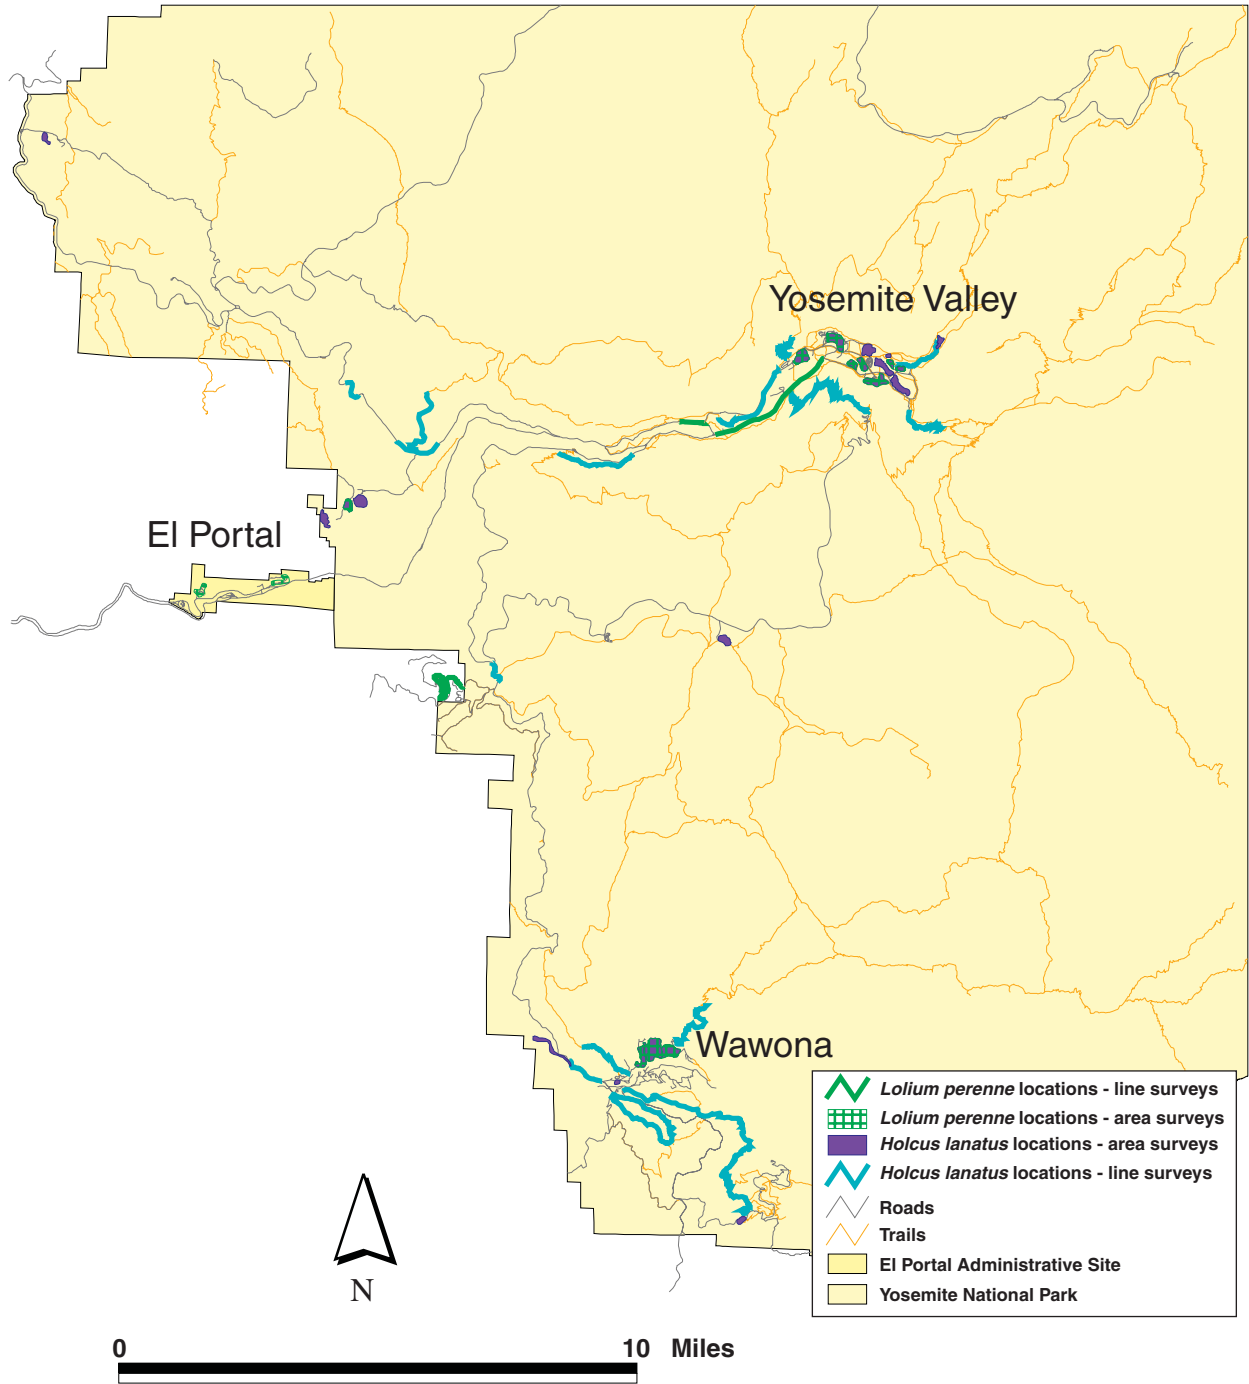 Yosemite Valley
El Portal
Wawona
Lolium perenne locations - line surveys
Lolium perenne locations - area surveys
Holcus lanatus locations - area surveys
Holcus lanatus locations - line surveys
Roads
Trails
El Portal Administrative Site
Yosemite National Park
N
0 10 Miles